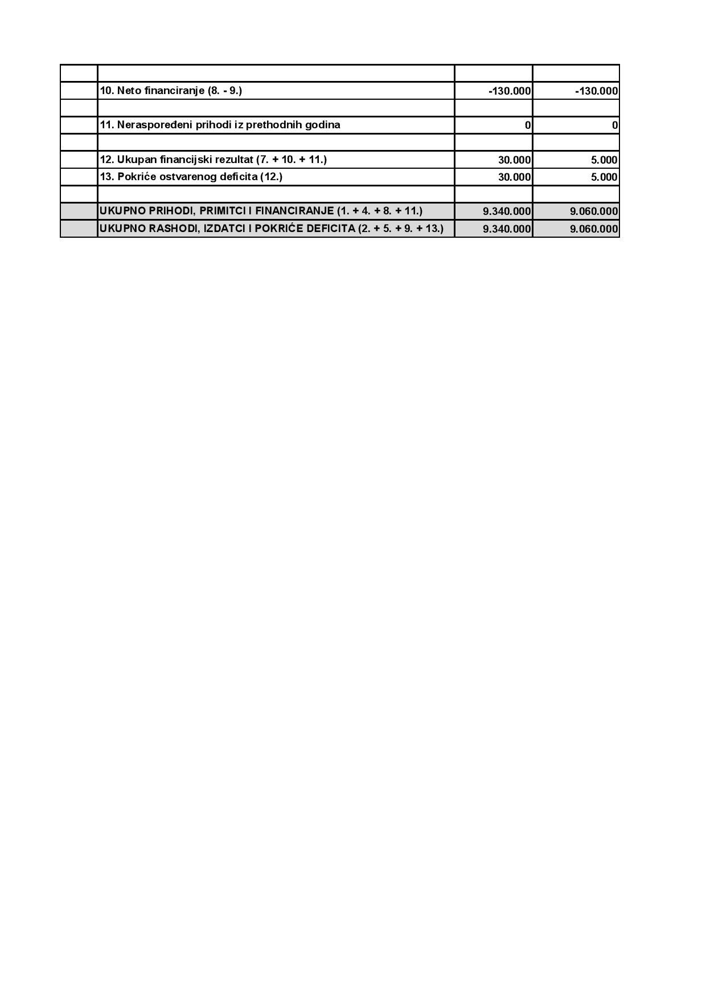 10. Neto financiranje (8. - 9.) -130.000 -130.000
11. Neraspoređeni prihodi iz prethodnih godina 0 0
12. Ukupan financijski rezultat (7. + 10. + 11.) 30.000 5.000
13. Pokriće ostvarenog deficita (12.) 30.000 5.000
UKUPNO PRIHODI, PRIMITCI I FINANCIRANJE (1. + 4. + 8. + 11.) 9.340.000 9.060.000
UKUPNO RASHODI, IZDATCI I POKRIĆE DEFICITA (2. + 5. + 9. + 13.) 9.340.000 9.060.000